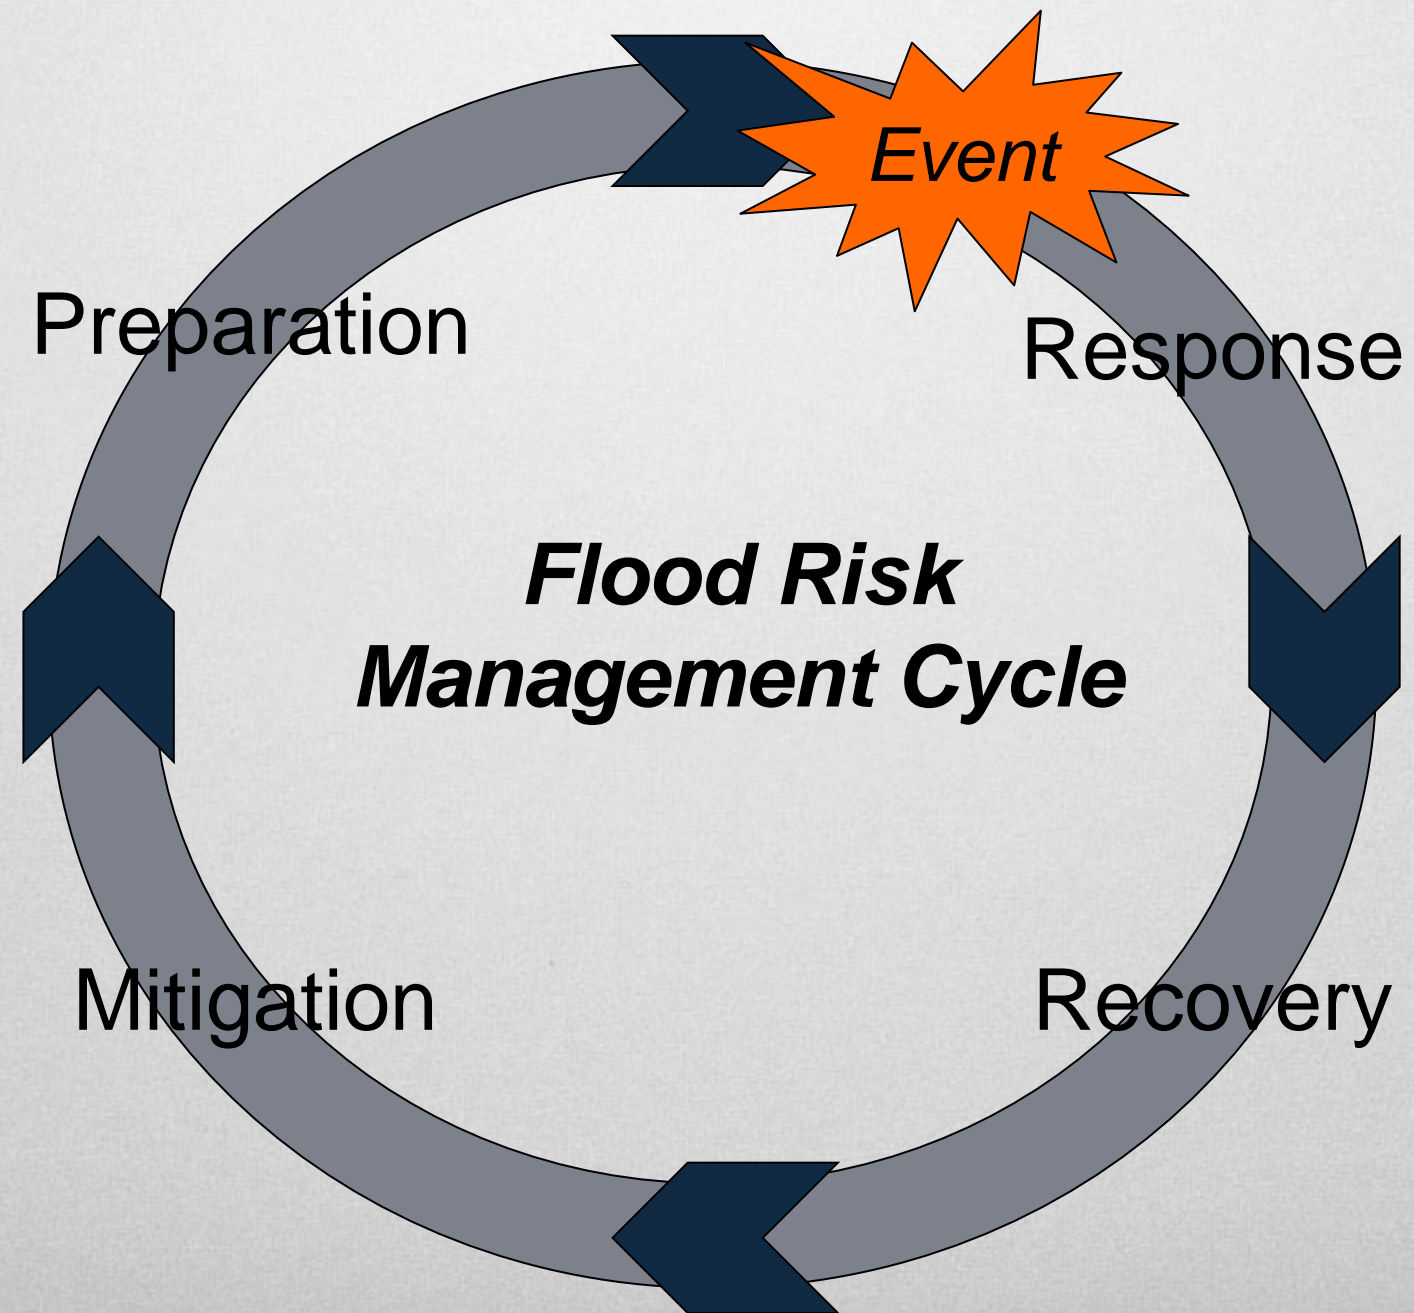 Event
Preparation
Response
Flood Risk
Management Cycle
Mitigation
Recovery